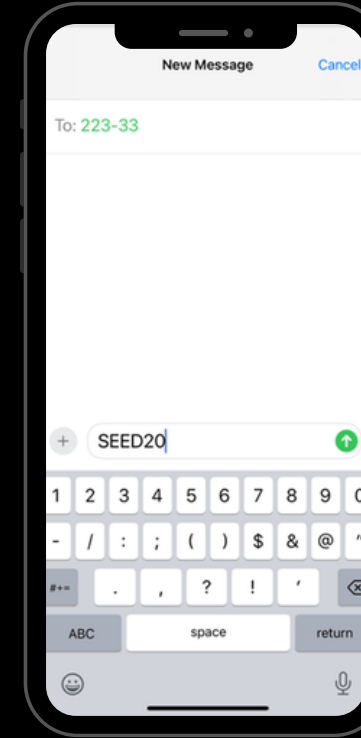 New Message Cancel
To: 223-33
+ SEED20
1 2 3 4 5 6 7 8 9 0
- / : ; ( ) $ & @ "
#+= . , ? ! '
ABC space return